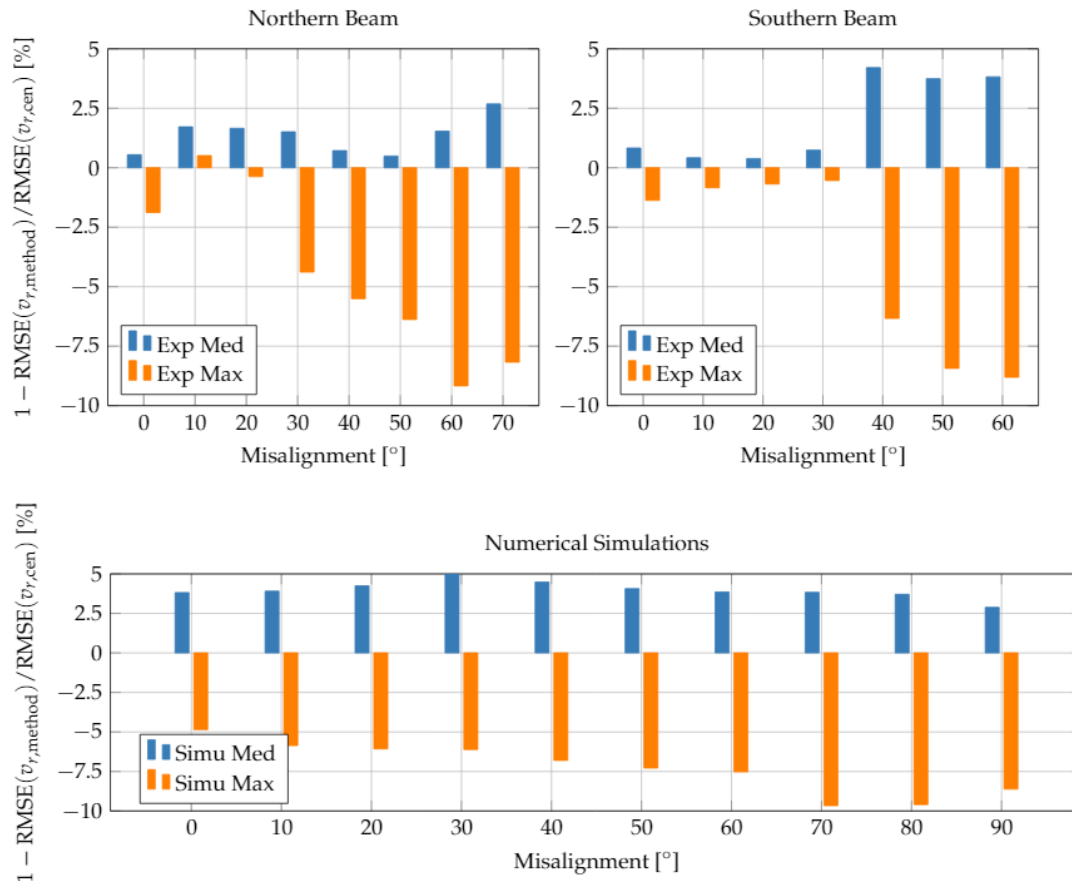 Northern Beam
Southern Beam
1 − RMSE(v_{r,method})/RMSE(v_{r,cen}) [%]
5
2.5
0
−2.5
−5
−7.5
−10
Exp Med
Exp Max
0 10 20 30 40 50 60 70
Misalignment [°]
5
2.5
0
−2.5
−5
−7.5
−10
Exp Med
Exp Max
0 10 20 30 40 50 60
Misalignment [°]
Numerical Simulations
1 − RMSE(v_{r,method})/RMSE(v_{r,cen}) [%]
5
2.5
0
−2.5
−5
−7.5
−10
Simu Med
Simu Max
0 10 20 30 40 50 60 70 80 90
Misalignment [°]